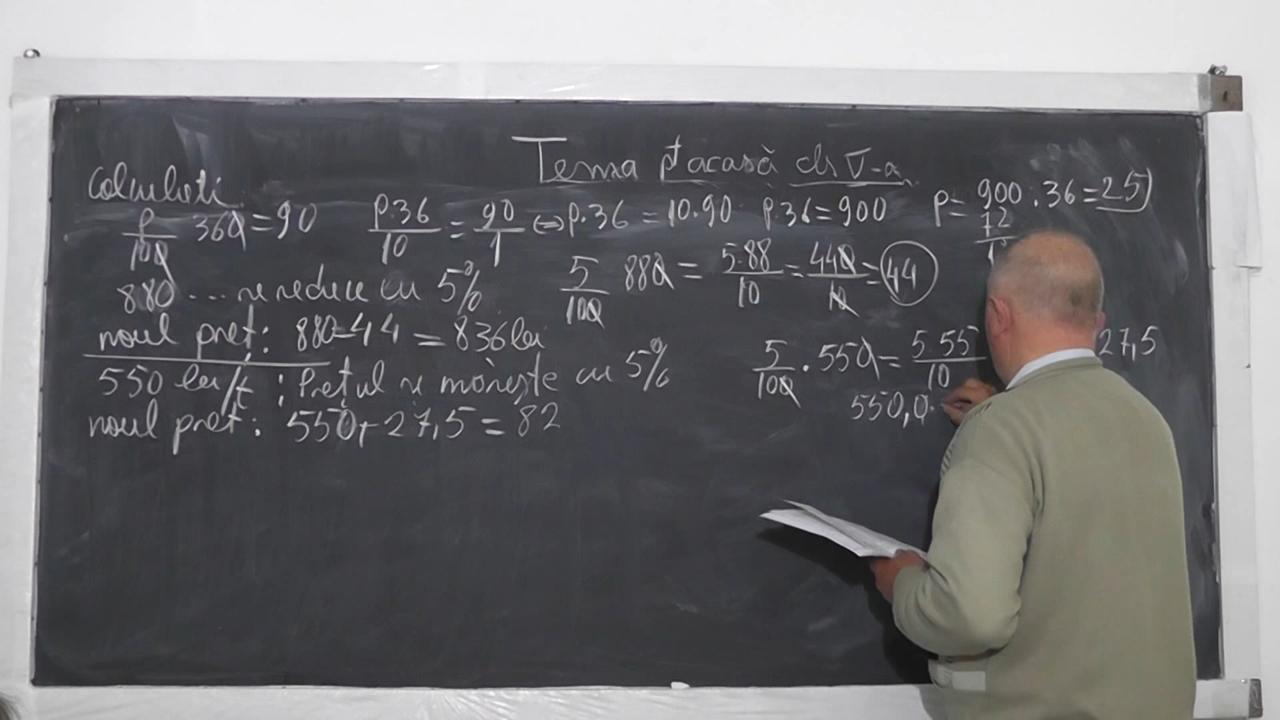 Tema pt acasă cls V-a
Calculati
p/100 360 = 90 p·36/10 = 90/1 ⇔ p·36 = 10·90 p·36 = 900 p = 900 : 36 = 25
72
880 ... se reduce cu 5% 5/100 880 = 5·88/10 = 440/10 = 44
noul preț: 880-44 = 836 lei
550 lei/t ; Prețul se mărește cu 5% 5/100 · 550 = 5 55/10 27,5
noul preț: 550+27,5 = 82 550,0